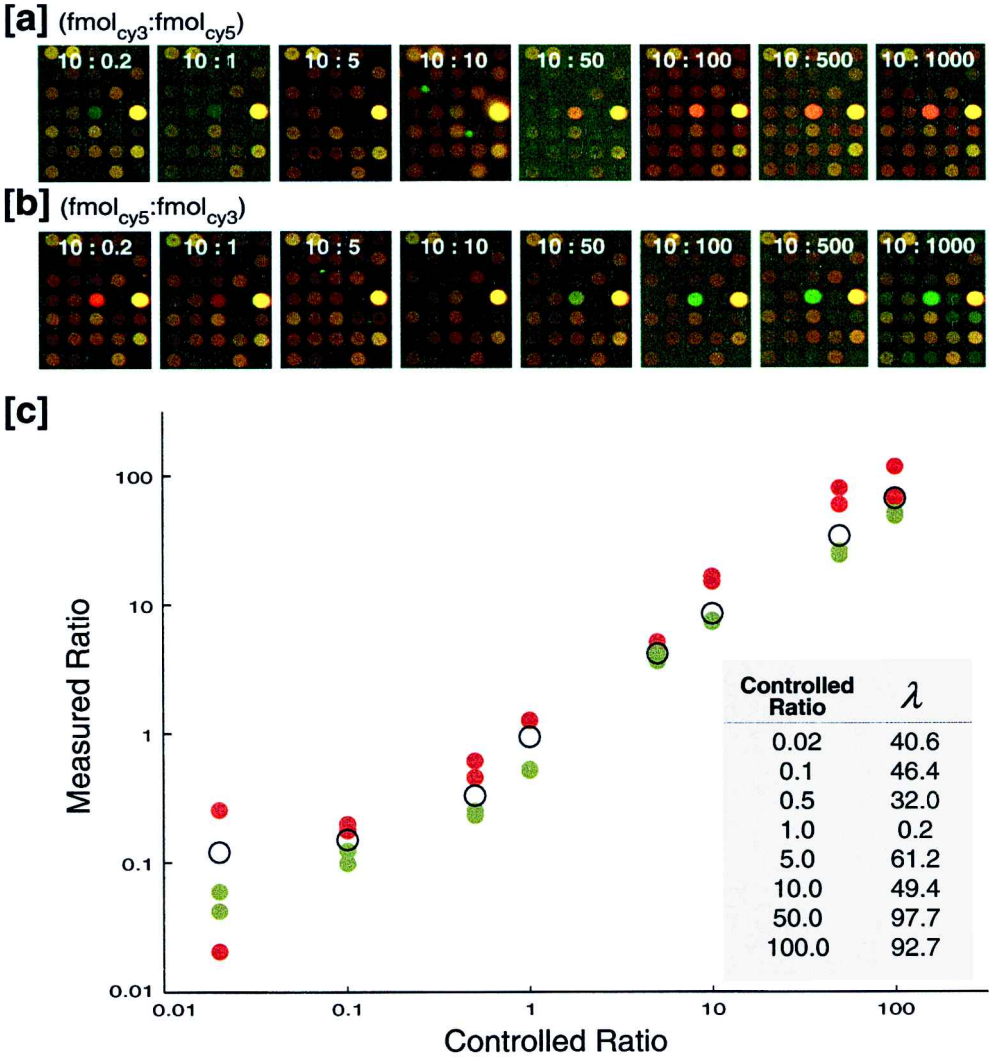 [a] (fmol_cy3:fmol_cy5)
10 : 0.2 10 : 1 10 : 5 10 : 10 10 : 50 10 : 100 10 : 500 10 : 1000
[b] (fmol_cy5:fmol_cy3)
10 : 0.2 10 : 1 10 : 5 10 : 10 10 : 50 10 : 100 10 : 500 10 : 1000
[c]
Measured Ratio
100
10
1
0.1
0.01
0.01 0.1 1 10 100
Controlled Ratio
Controlled Ratio λ
0.02 40.6
0.1 46.4
0.5 32.0
1.0 0.2
5.0 61.2
10.0 49.4
50.0 97.7
100.0 92.7